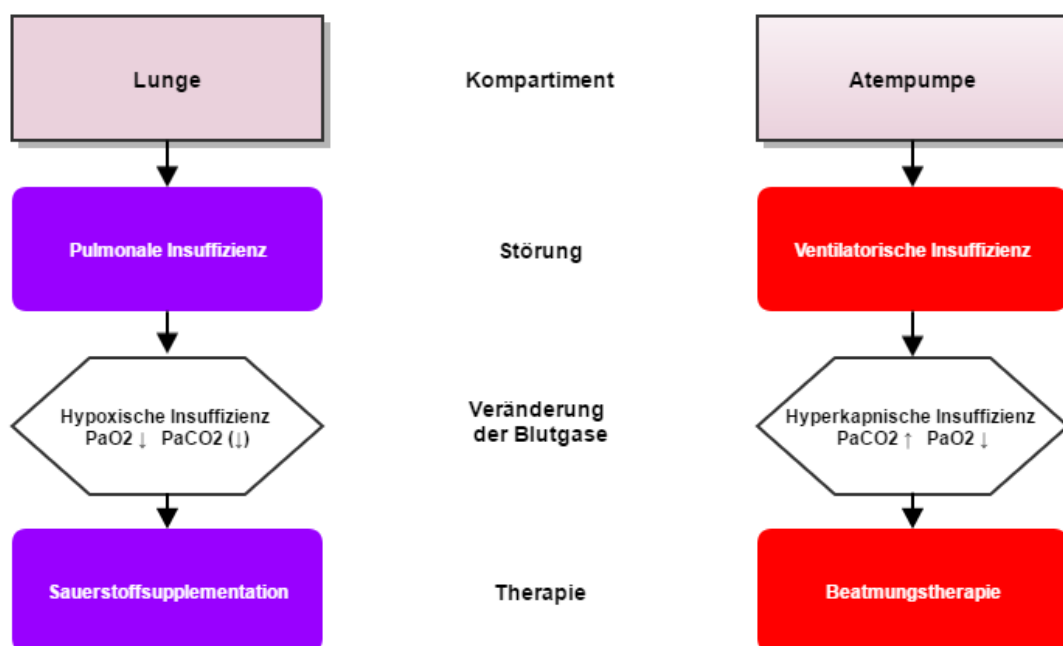 Lunge
Kompartiment
Atempumpe
Pulmonale Insuffizienz
Störung
Ventilatorische Insuffizienz
Hypoxische Insuffizienz
PaO2 ↓ PaCO2 (↓)
Veränderung
der Blutgase
Hyperkapnische Insuffizienz
PaCO2 ↑ PaO2 ↓
Sauerstoffsupplementation
Therapie
Beatmungstherapie